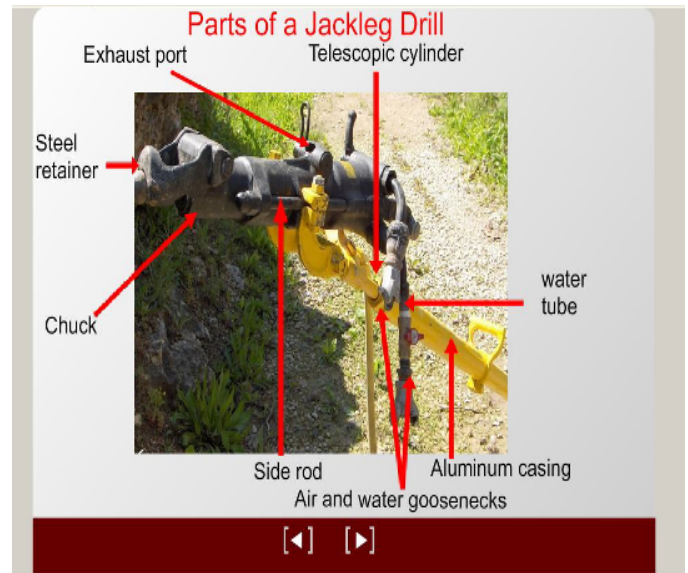 Parts of a Jackleg Drill
Exhaust port
Telescopic cylinder
Steel
retainer
water
tube
Chuck
Side rod
Aluminum casing
Air and water goosenecks